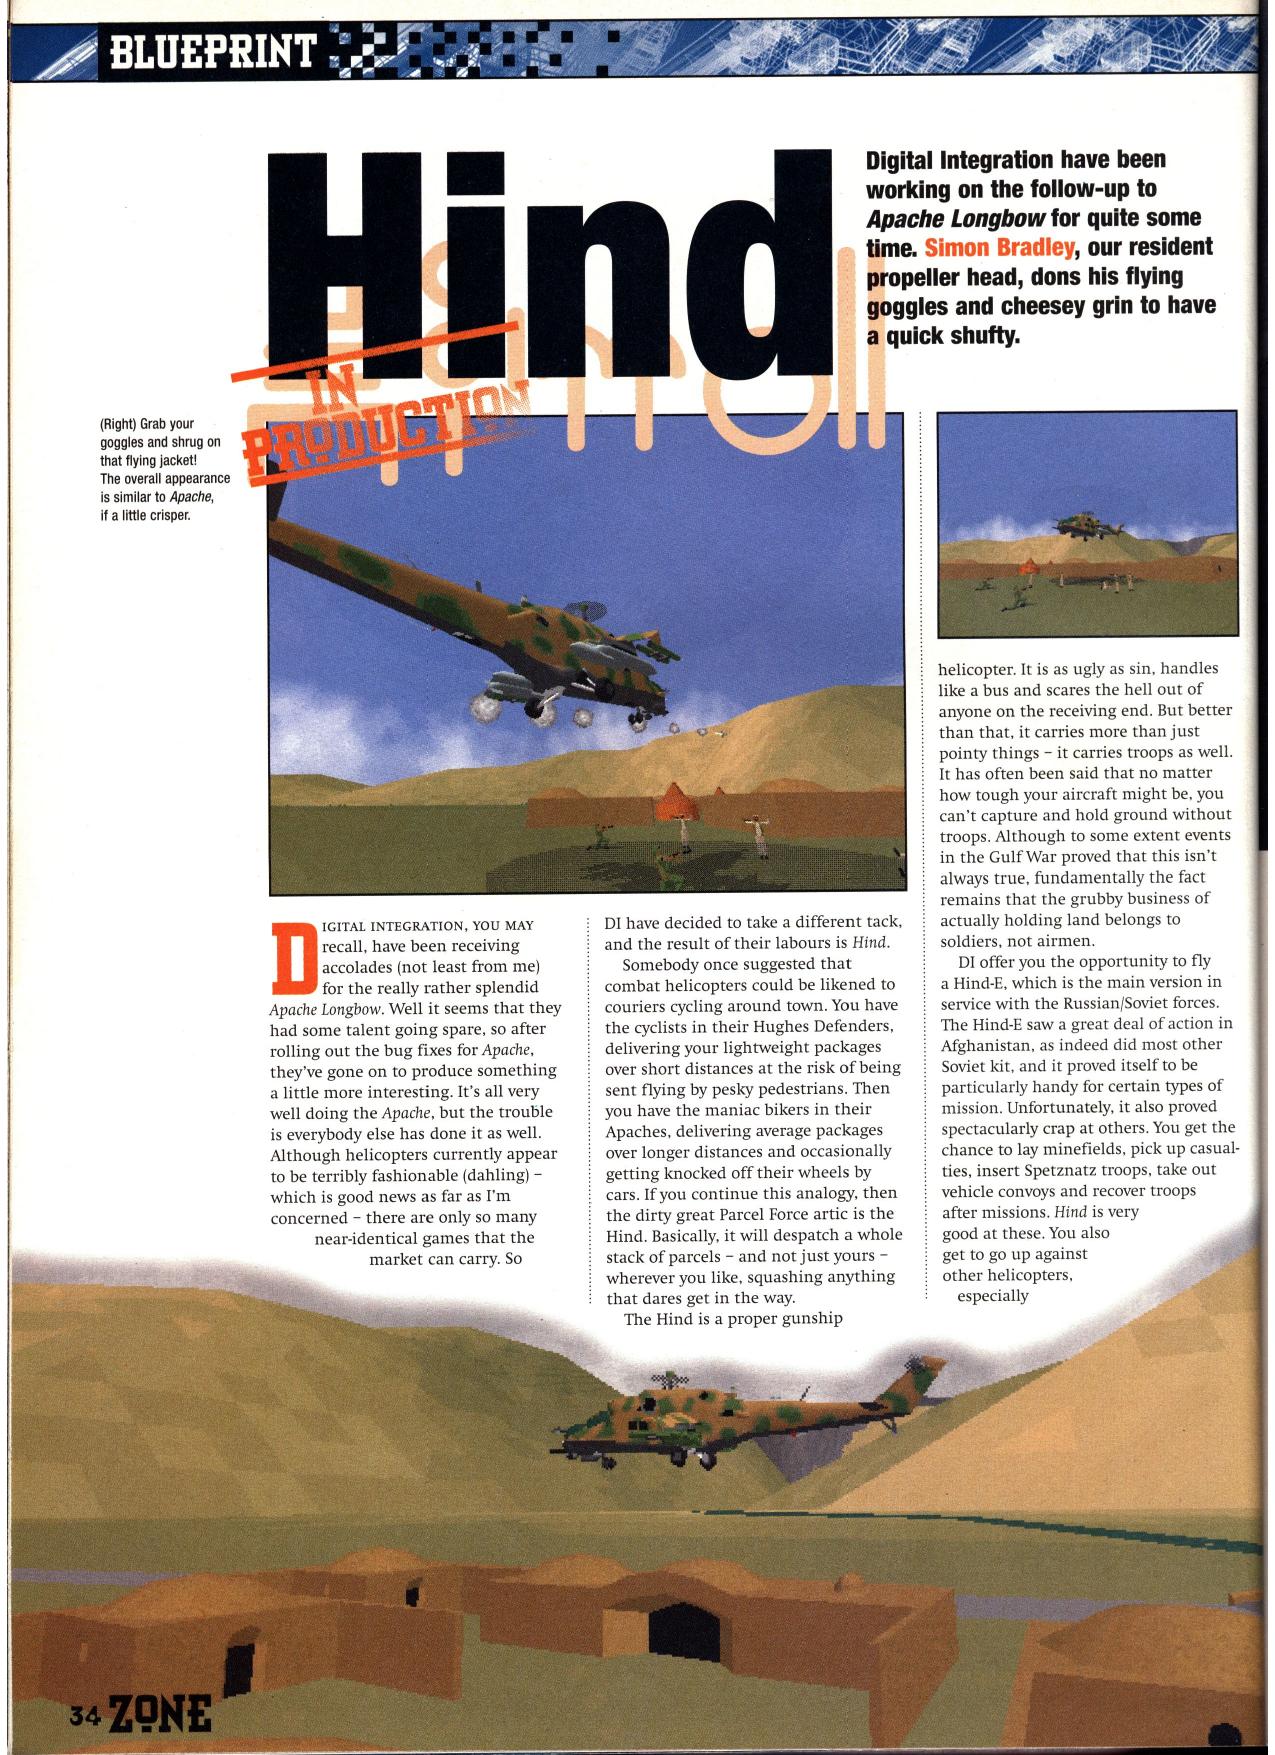 BLUEPRINT
Hind
Digital Integration have been
working on the follow-up to
Apache Longbow for quite some
time. Simon Bradley, our resident
propeller head, dons his flying
goggles and cheesey grin to have
a quick shufty.
IN
PRODUCTION
(Right) Grab your
goggles and shrug on
that flying jacket!
The overall appearance
is similar to Apache,
if a little crisper.
DIGITAL INTEGRATION, YOU MAY
recall, have been receiving
accolades (not least from me)
for the really rather splendid
Apache Longbow. Well it seems that they
had some talent going spare, so after
rolling out the bug fixes for Apache,
they've gone on to produce something
a little more interesting. It's all very
well doing the Apache, but the trouble
is everybody else has done it as well.
Although helicopters currently appear
to be terribly fashionable (dahling) –
which is good news as far as I'm
concerned – there are only so many
near-identical games that the
market can carry. So
DI have decided to take a different tack,
and the result of their labours is Hind.
Somebody once suggested that
combat helicopters could be likened to
couriers cycling around town. You have
the cyclists in their Hughes Defenders,
delivering your lightweight packages
over short distances at the risk of being
sent flying by pesky pedestrians. Then
you have the maniac bikers in their
Apaches, delivering average packages
over longer distances and occasionally
getting knocked off their wheels by
cars. If you continue this analogy, then
the dirty great Parcel Force artic is the
Hind. Basically, it will despatch a whole
stack of parcels – and not just yours –
wherever you like, squashing anything
that dares get in the way.
The Hind is a proper gunship
helicopter. It is as ugly as sin, handles
like a bus and scares the hell out of
anyone on the receiving end. But better
than that, it carries more than just
pointy things – it carries troops as well.
It has often been said that no matter
how tough your aircraft might be, you
can't capture and hold ground without
troops. Although to some extent events
in the Gulf War proved that this isn't
always true, fundamentally the fact
remains that the grubby business of
actually holding land belongs to
soldiers, not airmen.
DI offer you the opportunity to fly
a Hind-E, which is the main version in
service with the Russian/Soviet forces.
The Hind-E saw a great deal of action in
Afghanistan, as indeed did most other
Soviet kit, and it proved itself to be
particularly handy for certain types of
mission. Unfortunately, it also proved
spectacularly crap at others. You get the
chance to lay minefields, pick up casual-
ties, insert Spetznatz troops, take out
vehicle convoys and recover troops
after missions. Hind is very
good at these. You also
get to go up against
other helicopters,
especially
34 ZONE